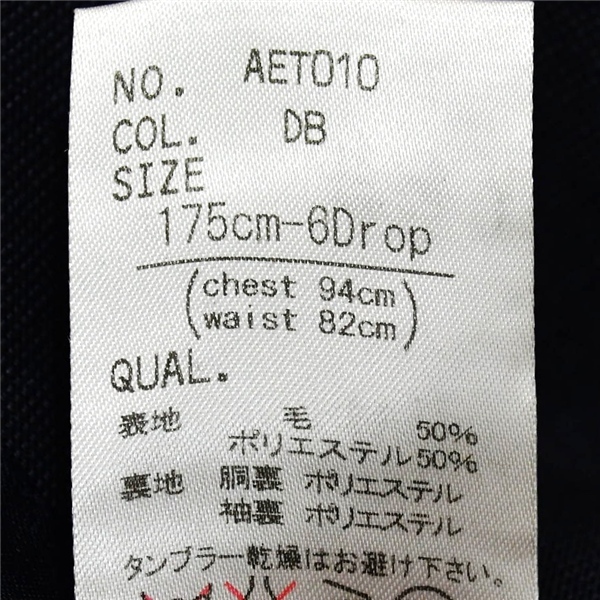 NO. AET010
COL. DB
SIZE
175cm-6Drop
(chest 94cm
waist 82cm)
QUAL.
表地 毛 50%
ポリエステル50%
裏地 胴裏 ポリエステル
袖裏 ポリエステル
タンブラー乾燥はお避け下さい。